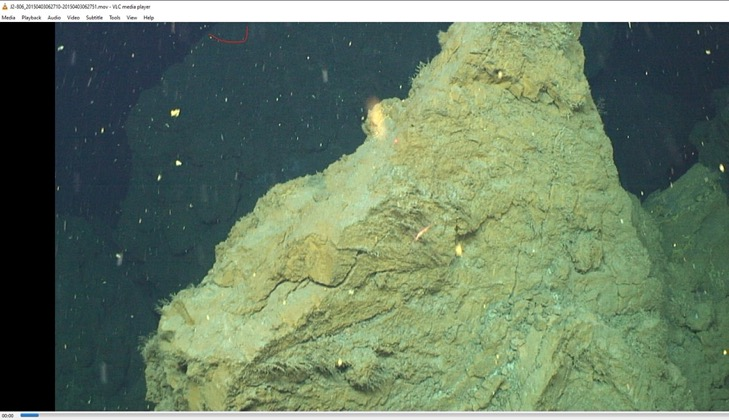 J2-806_20150403062710-20150403062751.mov - VLC media player
Media Playback Audio Video Subtitle Tools View Help
00:00